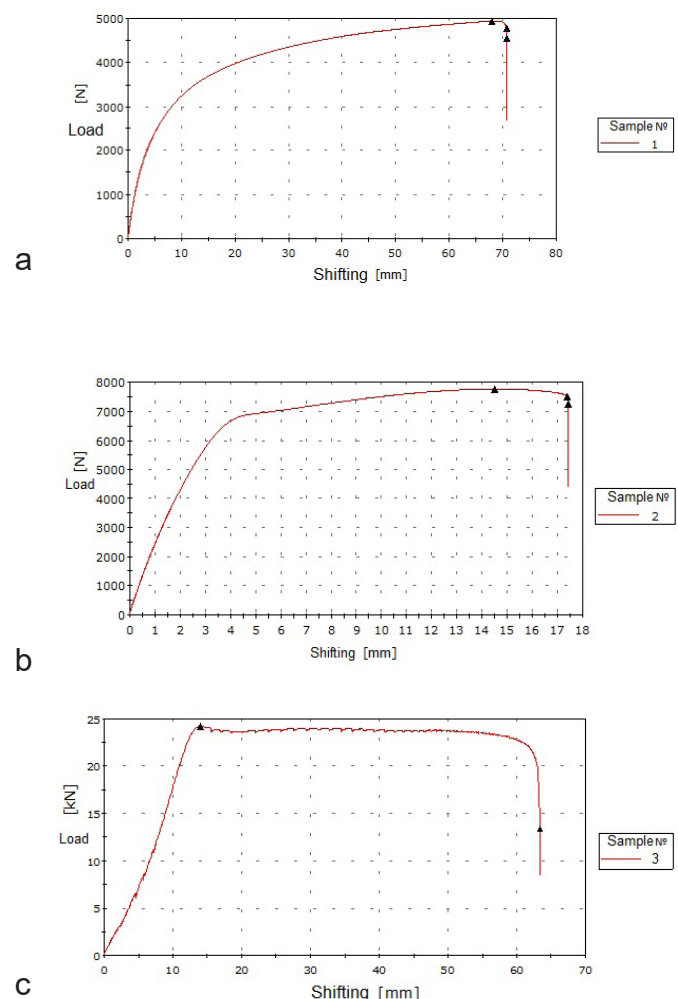 5000
4000
3000
2000
1000
0
[N]
Load
0 10 20 30 40 50 60 70 80
Shifting [mm]
Sample №
1
a
8000
7000
6000
5000
4000
3000
2000
1000
0
[N]
Load
0 1 2 3 4 5 6 7 8 9 10 11 12 13 14 15 16 17 18
Shifting [mm]
Sample №
2
b
25
20
15
10
5
0
[kN]
Load
0 10 20 30 40 50 60 70
Shifting [mm]
Sample №
3
c